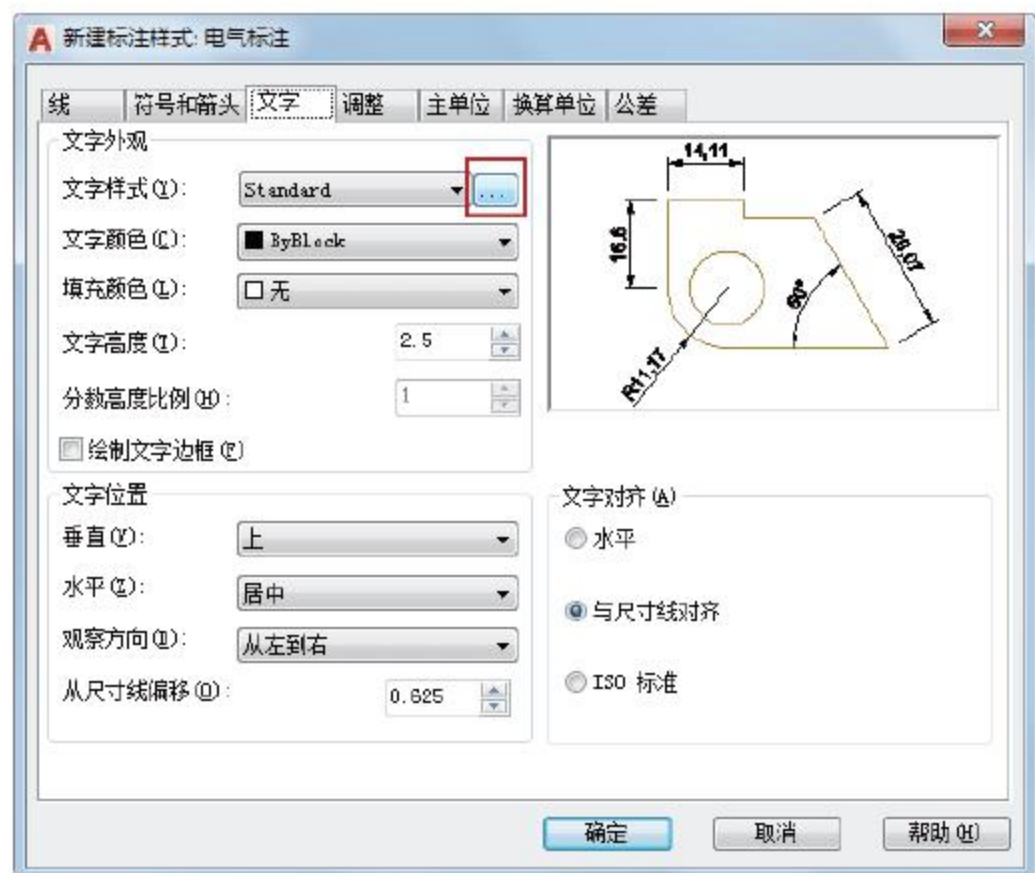 新建标注样式: 电气标注
线 符号和箭头 文字 调整 主单位 换算单位 公差
文字外观
文字样式(Y): Standard ...
文字颜色(C): ByBlock
填充颜色(L): 无
文字高度(T): 2.5
分数高度比例(H): 1
绘制文字边框(F)
14,11
16,6
28,07
60°
R11,17
文字位置
垂直(V): 上
水平(Z): 居中
观察方向(D): 从左到右
从尺寸线偏移(O): 0.625
文字对齐(A)
水平
与尺寸线对齐
ISO 标准
确定 取消 帮助(H)